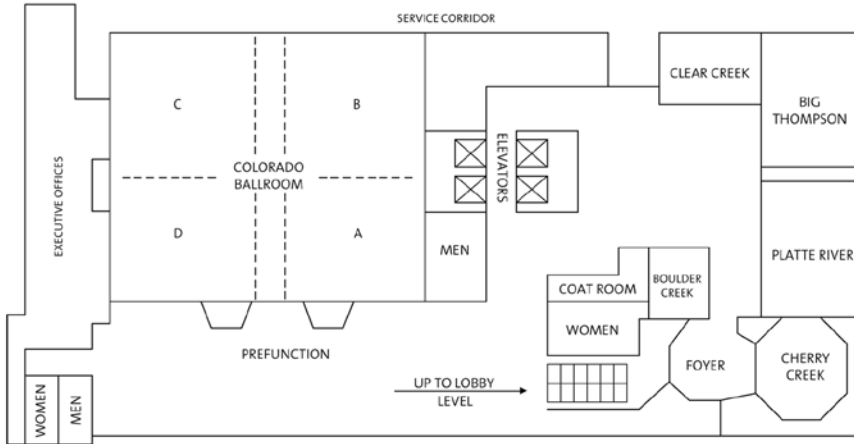 SERVICE CORRIDOR
CLEAR CREEK
BIG
THOMPSON
C
B
COLORADO
BALLROOM
ELEVATORS
EXECUTIVE OFFICES
D
A
MEN
PLATTE RIVER
COAT ROOM
BOULDER
CREEK
WOMEN
PREFUNCTION
FOYER
CHERRY
CREEK
UP TO LOBBY
LEVEL
WOMEN
MEN